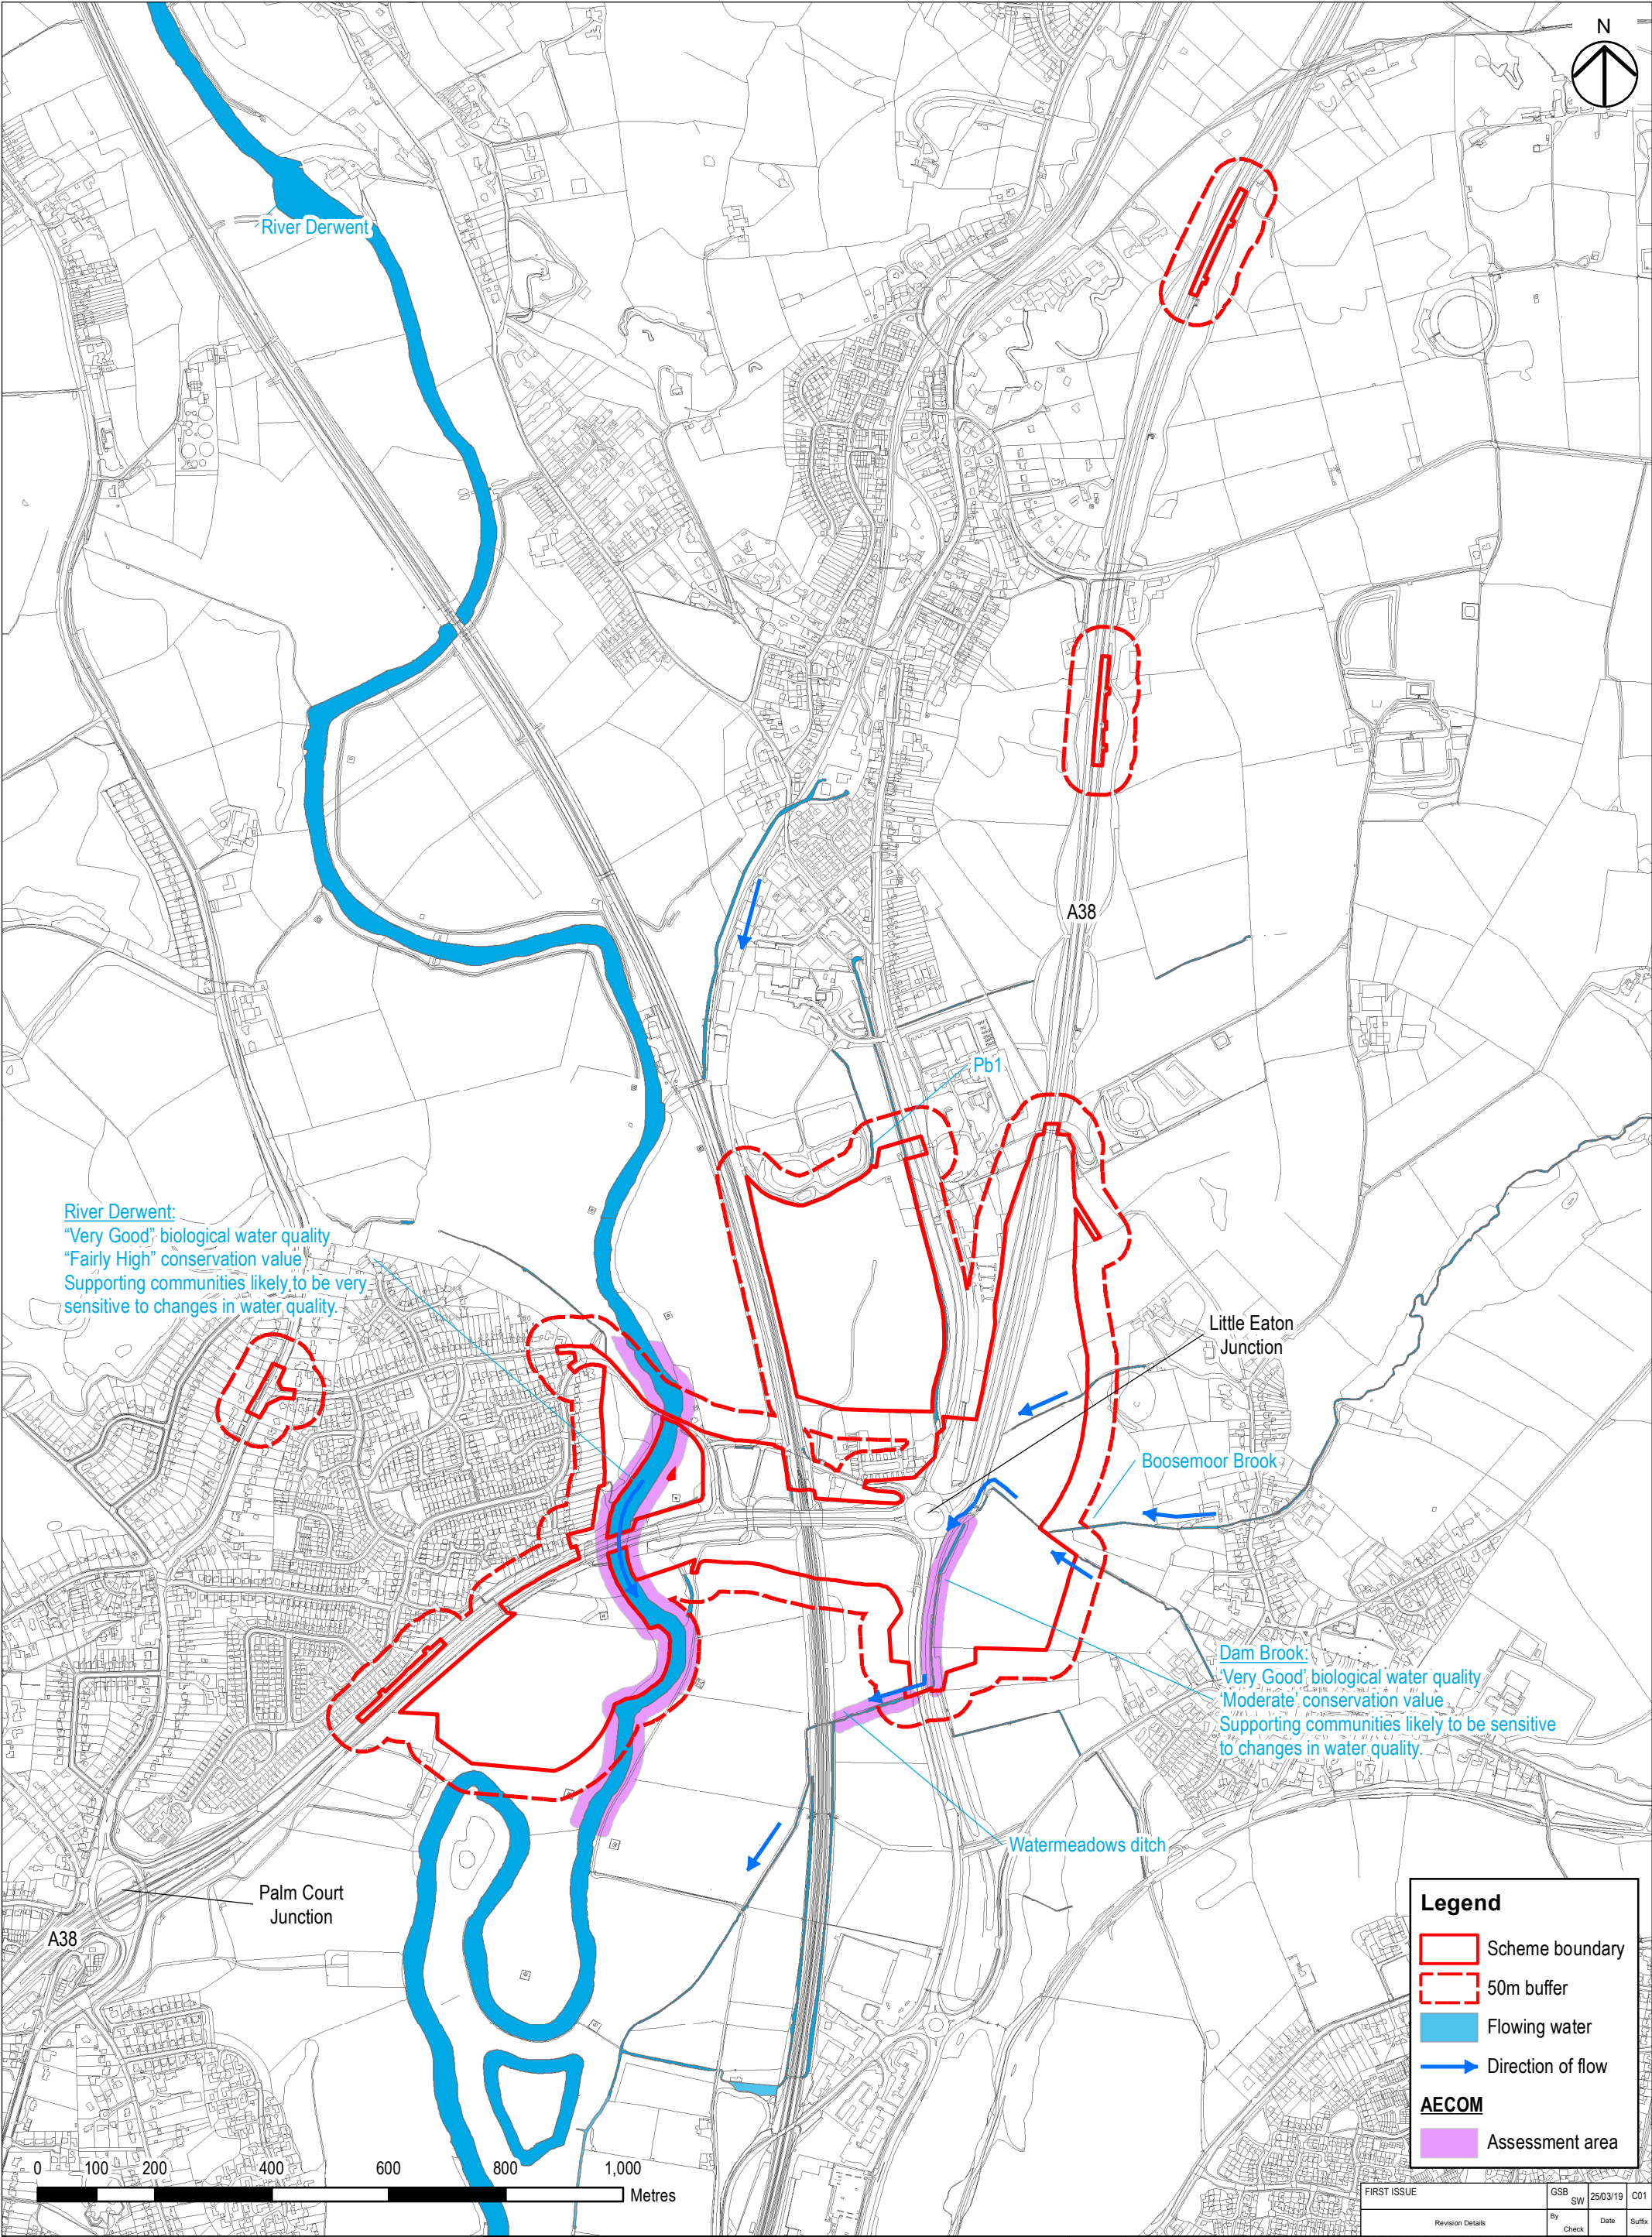 N
River Derwent
A38
Pb1
River Derwent:
“Very Good” biological water quality
“Fairly High” conservation value
Supporting communities likely to be very
sensitive to changes in water quality.
Little Eaton
Junction
Boosemoor Brook
Dam Brook:
‘Very Good’ biological water quality
‘Moderate’ conservation value
Supporting communities likely to be sensitive
to changes in water quality.
Watermeadows ditch
Palm Court
Junction
A38
Legend
Scheme boundary
50m buffer
Flowing water
Direction of flow
AECOM
Assessment area
0 100 200 400 600 800 1,000
Metres
FIRST ISSUE GSB SW 25/03/19 C01
Revision Details By Check Date Suffix